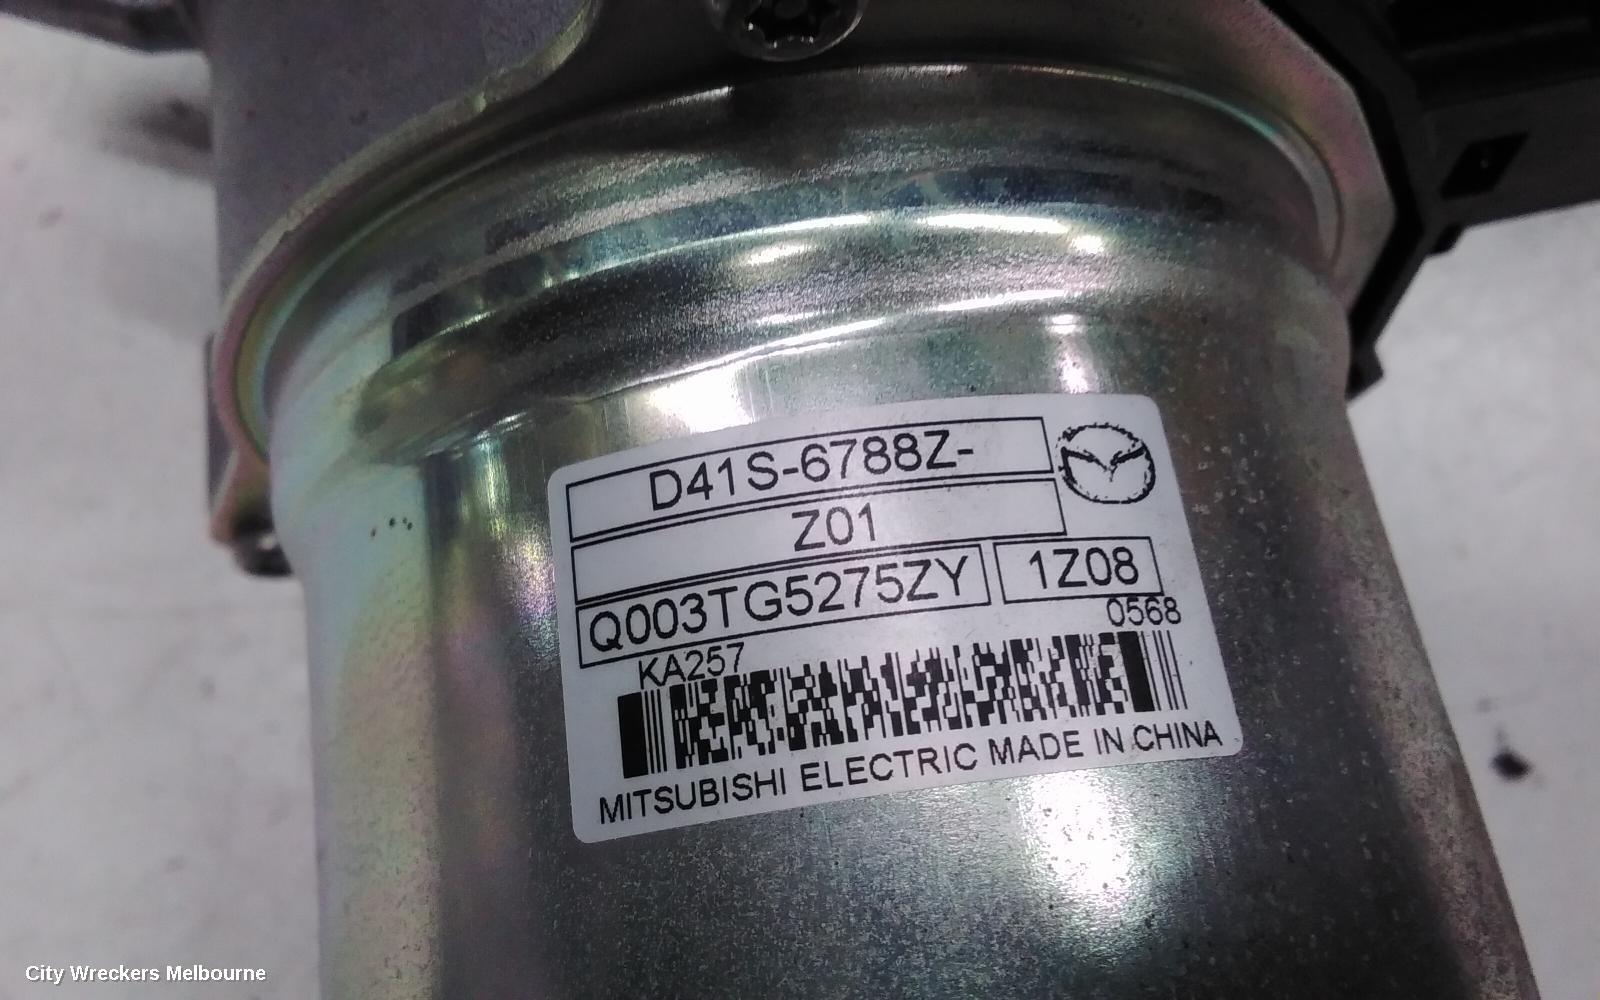 D41S-6788Z-
Z01
Q003TG5275ZY 1Z08
KA257 0568
MITSUBISHI ELECTRIC MADE IN CHINA
City Wreckers Melbourne